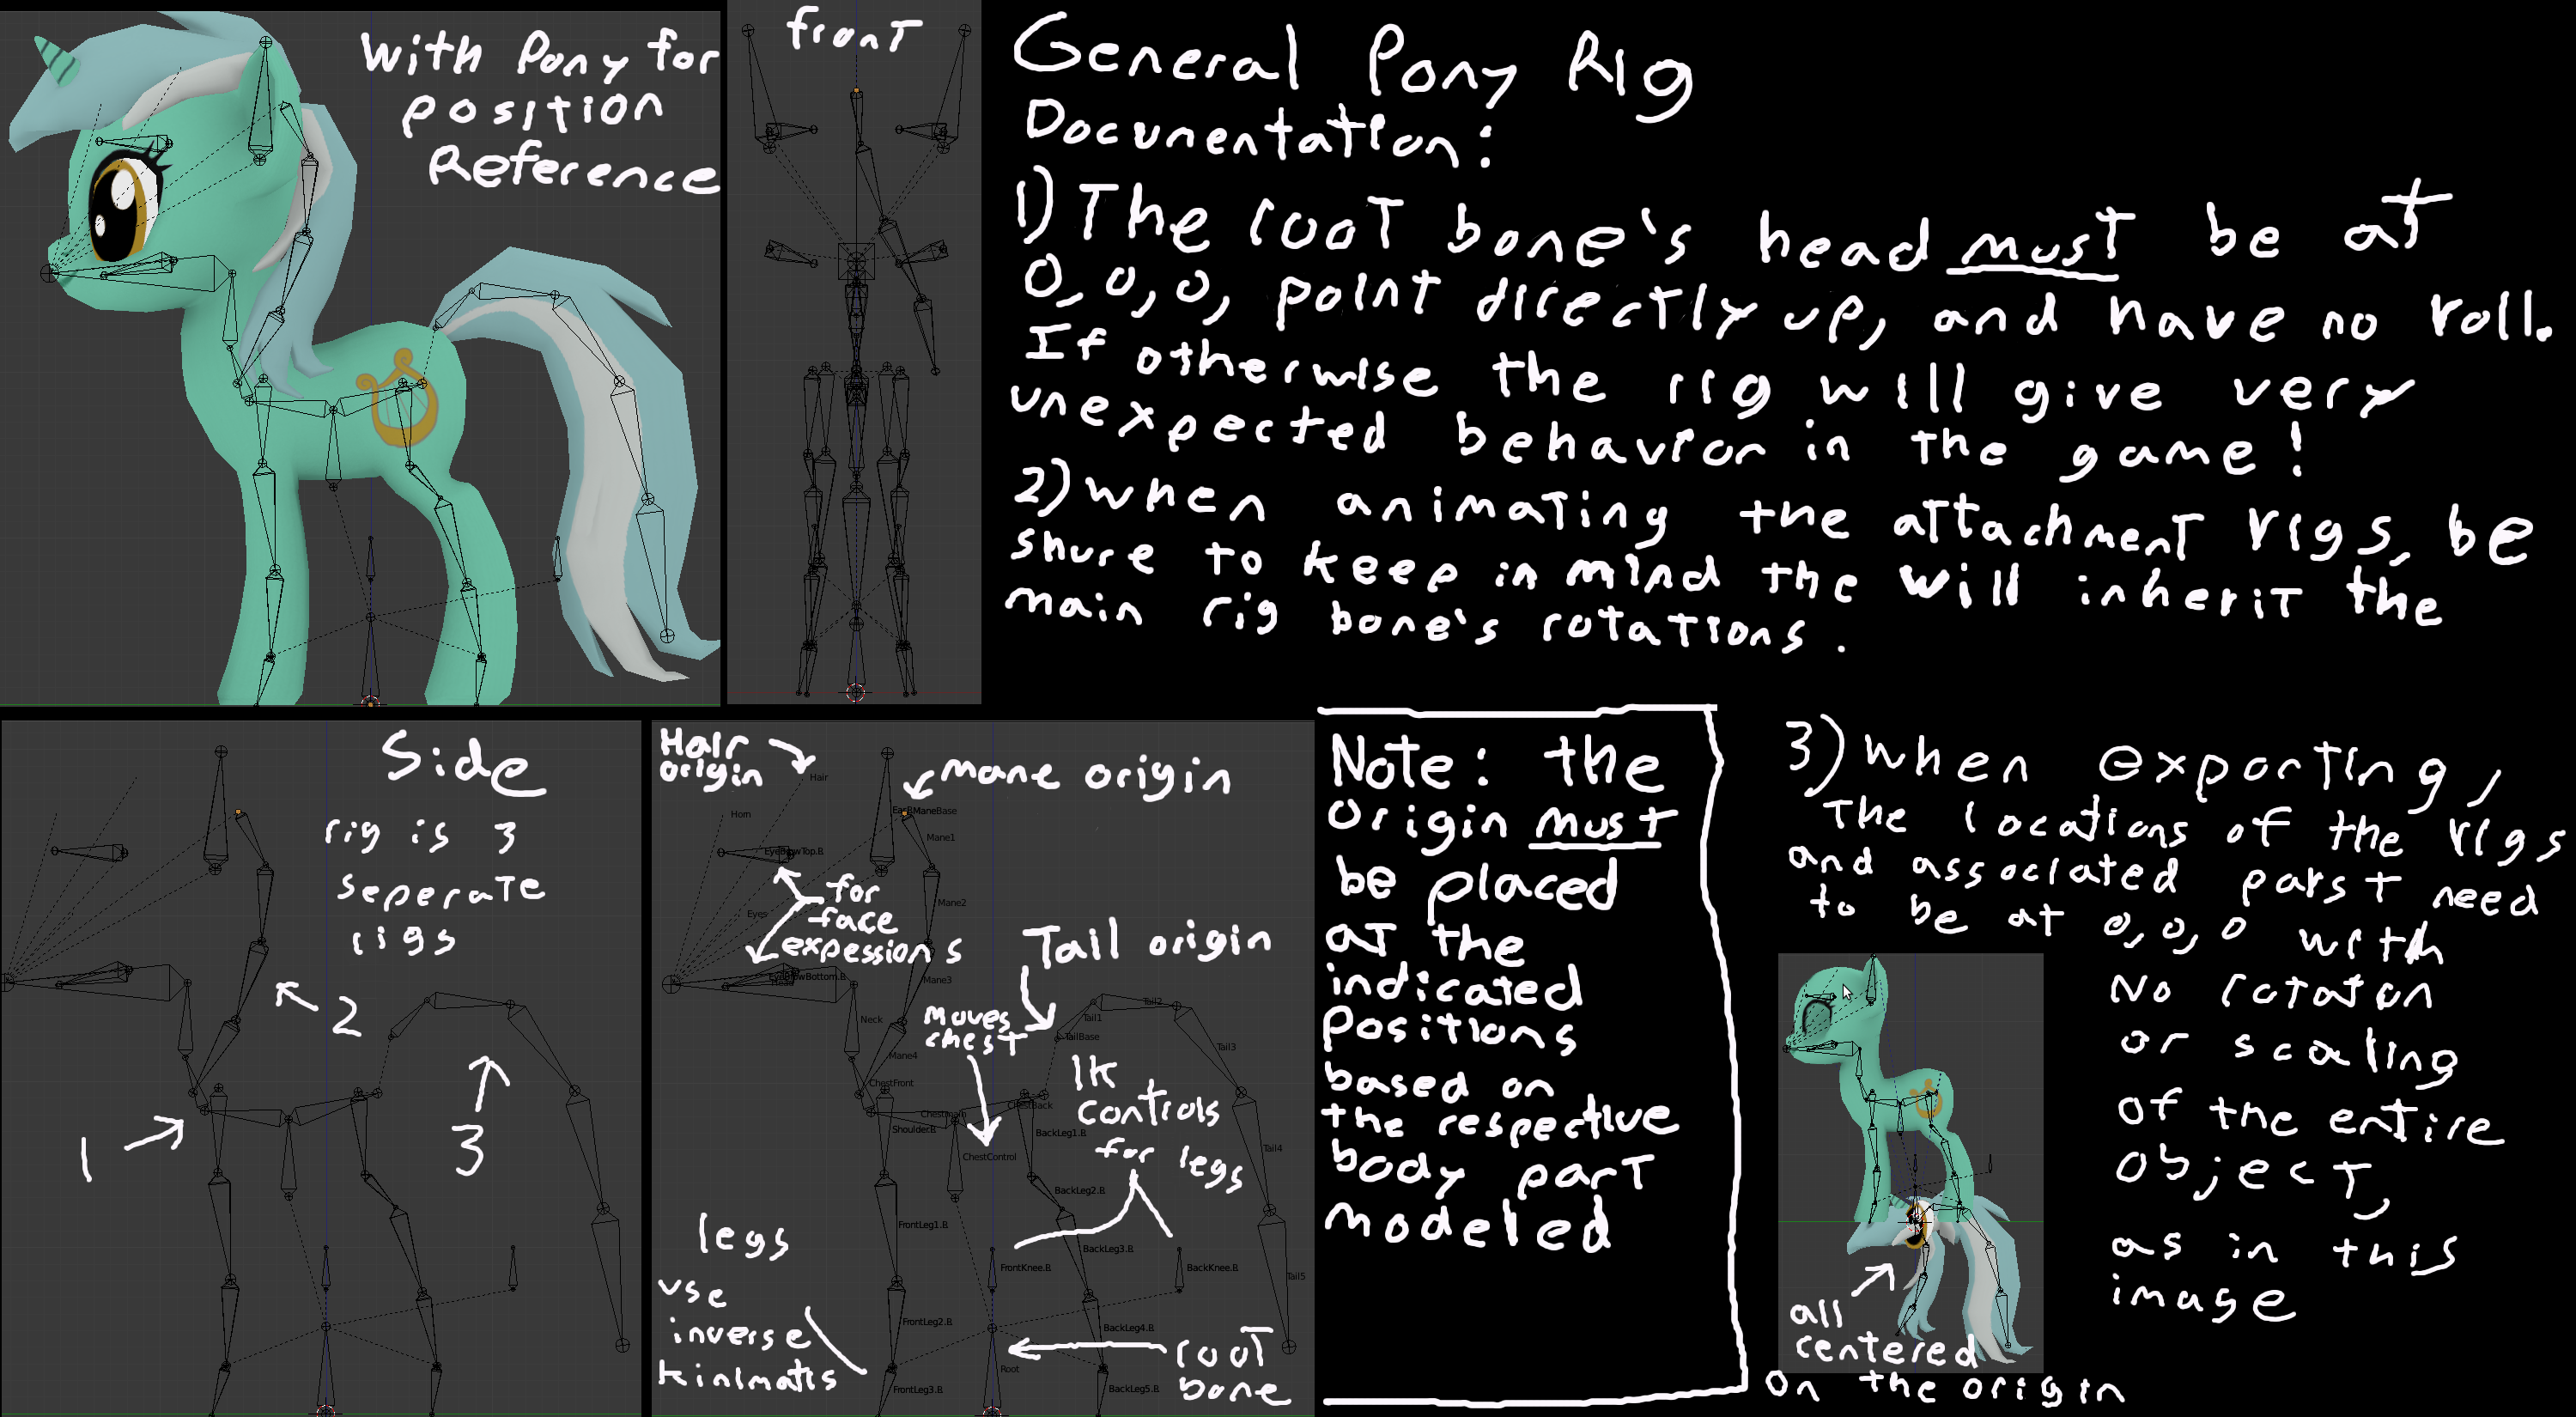 With Pony for
position
Reference
front
General Pony Rig
Documentation:
1) The root bone's head must be at
0, 0, 0, point directly up, and have no roll.
If otherwise the rig will give very
unexpected behavior in the game!
2) when animating the attachment rigs, be
shure to keep in mind the will inherit the
main rig bone's rotations.
Side
rig is 3
seperate
rigs
1
2
3
Hair
origin
Hair
mane origin
EarB
ManeBase
Horn
Mane1
EyeBrowTop.B
for
face
expessions
Mane2
Eyes
Tail origin
EyeBrowBottom.B
Head
Mane3
Neck
moves
chest
Tail2
Tail1
TailBase
Tail3
Mane4
IK
controls
for legs
ChestFront
ChestMain
ChestBack
Shoulder.B
BackLeg1.B
Tail4
ChestControl
BackLeg2.B
legs
use
inverse
kinimatis
FrontLeg1.B
BackLeg3.B
FrontKnee.B
BackKnee.B
Tail5
FrontLeg2.B
BackLeg4.B
root
bone
Root
FrontLeg3.B
BackLeg5.B
Note: the
origin must
be placed
at the
indicated
positions
based on
the respective
body part
modeled
3) when exporting,
The locations of the rigs
and associated parst need
to be at 0, 0, 0 with
No rotaton
or scaling
of the entire
object,
as in this
image
all
centered
on the origin